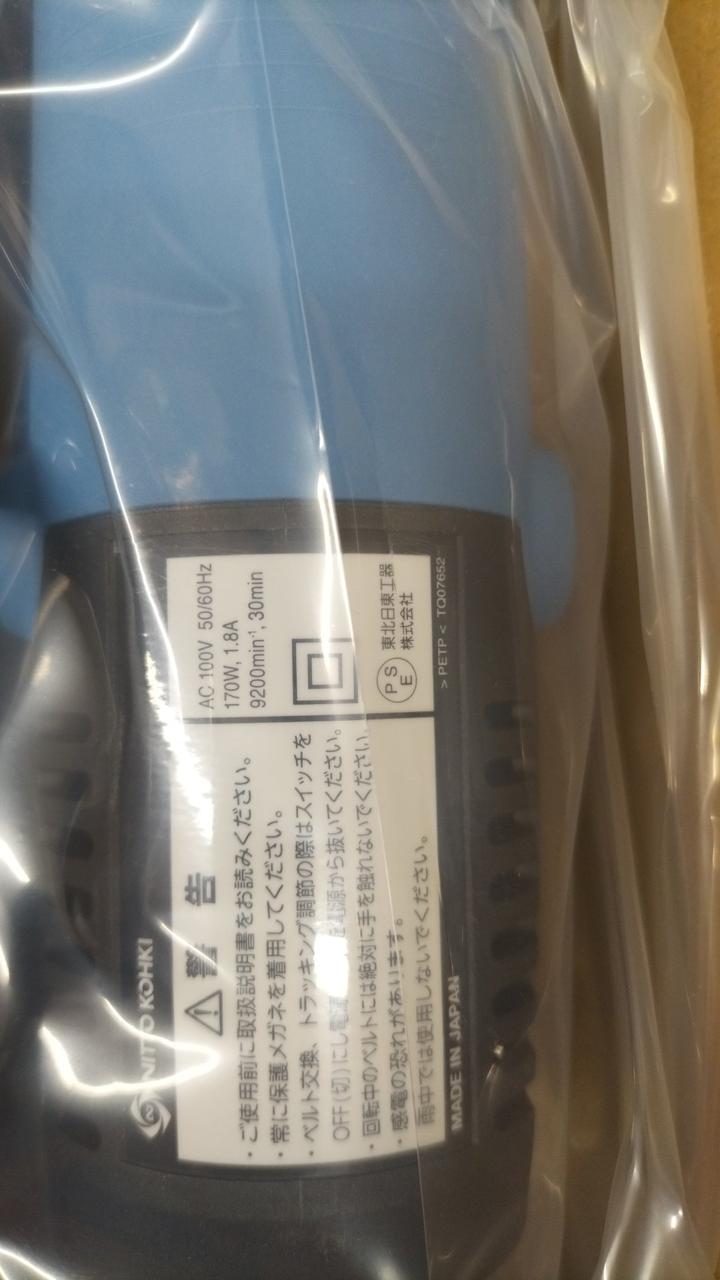 NITTO KOHKI
警告
・ご使用前に取扱説明書をお読みください。
・常に保護メガネを着用してください。
・ベルト交換、トラッキング調節の際はスイッチを
OFF(切)にし電源 電源から抜いてください。
・回転中のベルトには絶対に手を触れないでください。
・感電の恐れがあります。
雨中では使用しないでください。
AC 100V 50/60Hz
170W, 1.8A
9200min⁻¹, 30min
PSE
東北日東工器
株式会社
MADE IN JAPAN
> PETP < TQ07652